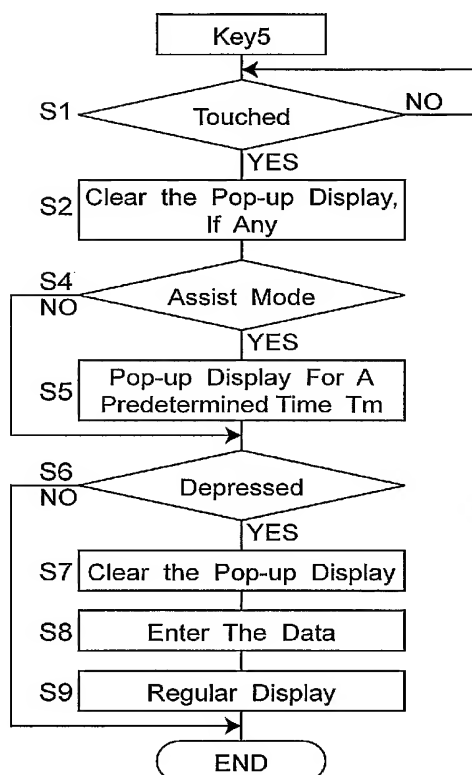 Key5
S1
Touched
NO
YES
S2
Clear the Pop-up Display,
If Any
S4
NO
Assist Mode
YES
S5
Pop-up Display For A
Predetermined Time Tm
S6
NO
Depressed
YES
S7
Clear the Pop-up Display
S8
Enter The Data
S9
Regular Display
END